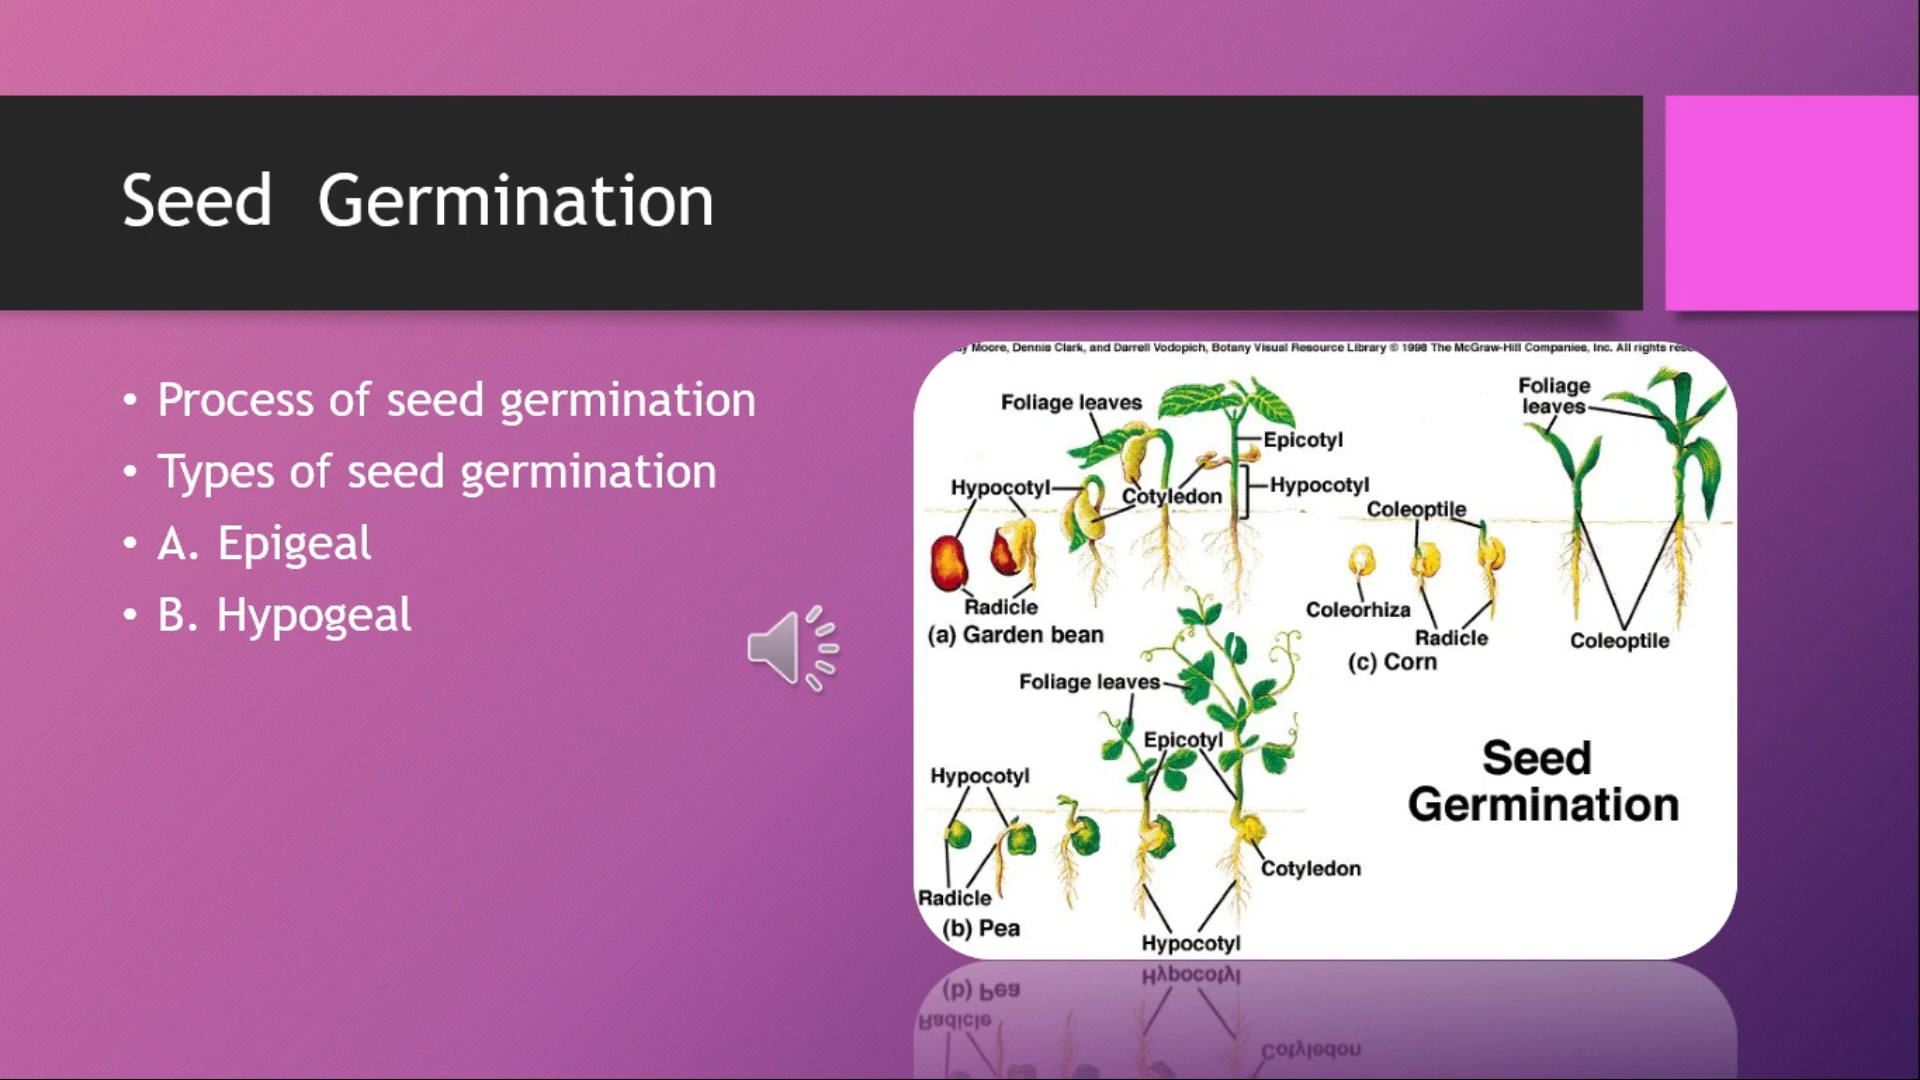 Seed Germination
• Process of seed germination
• Types of seed germination
• A. Epigeal
• B. Hypogeal
Moore, Dennis Clark, and Darrell Vodopich, Botany Visual Resource Library © 1998 The McGraw-Hill Companies, Inc. All rights
Foliage leaves
Epicotyl
Hypocotyl
Cotyledon
Hypocotyl
Radicle
(a) Garden bean
Foliage
leaves
Coleoptile
Coleorhiza
Radicle
Coleoptile
(c) Corn
Foliage leaves
Epicotyl
Hypocotyl
Radicle
Cotyledon
(b) Pea
Hypocotyl
Seed
Germination